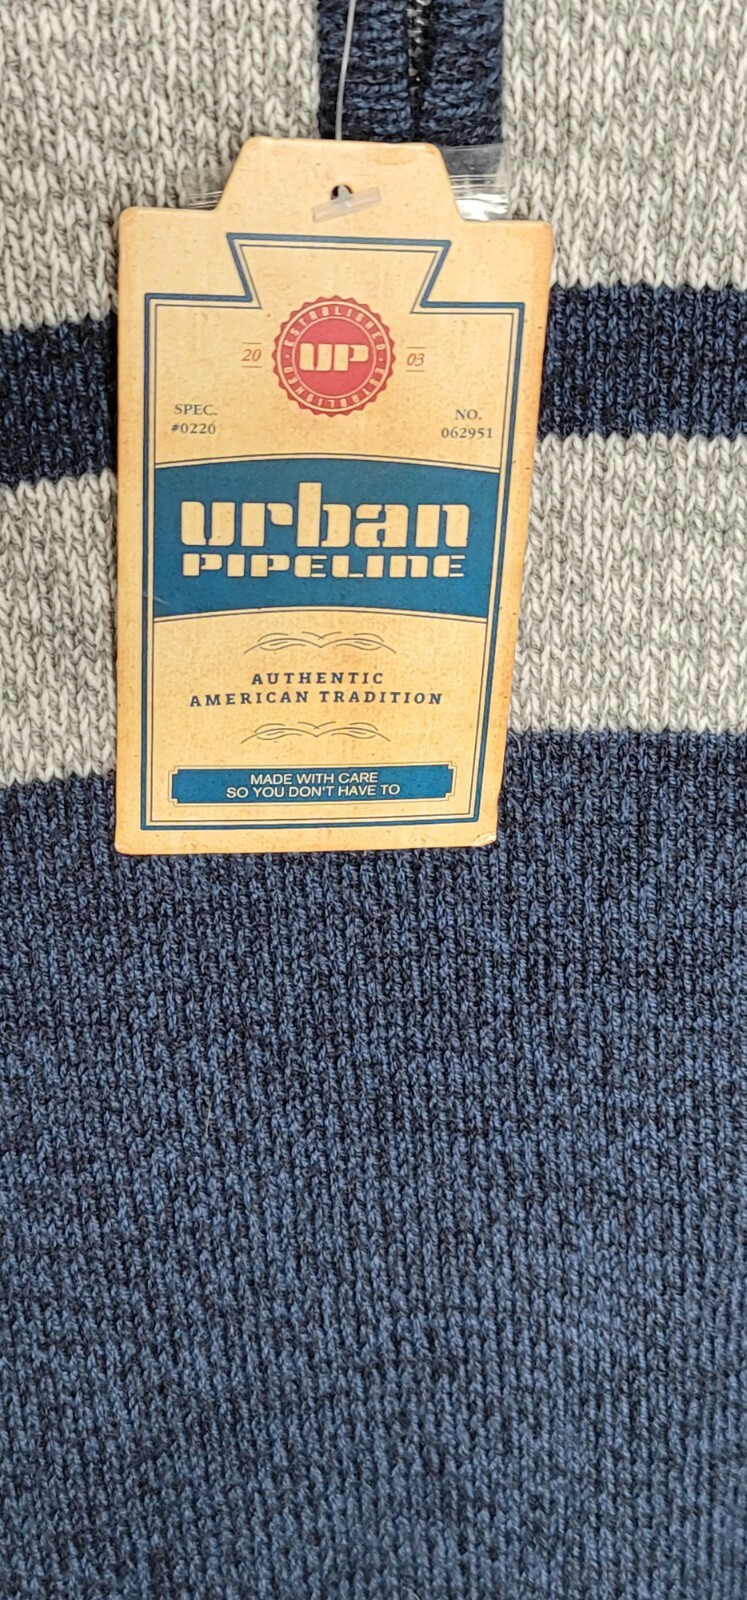 ESTABLISHED · ESTABLISHED
20 UP 03
SPEC.
#0226
NO.
062951
urban
PIPELINE
AUTHENTIC
AMERICAN TRADITION
MADE WITH CARE
SO YOU DON'T HAVE TO